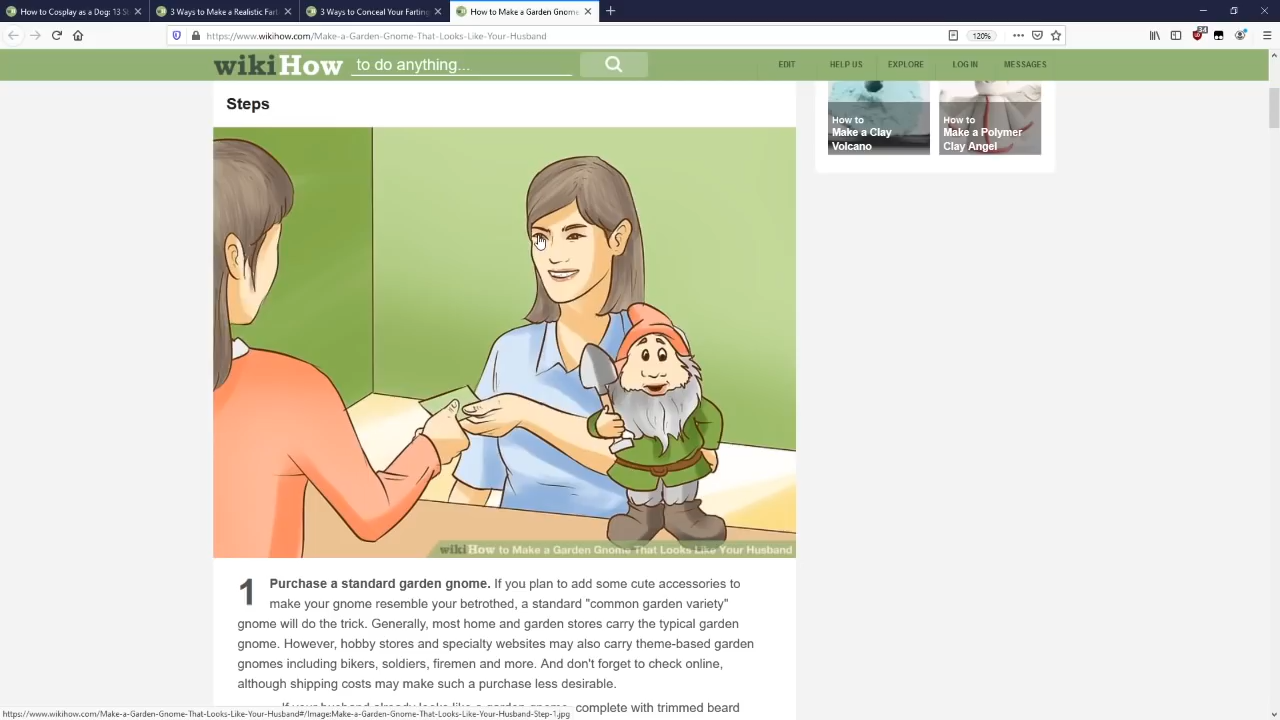 How to Cosplay as a Dog: 13 S
3 Ways to Make a Realistic Fart
3 Ways to Conceal Your Farting
How to Make a Garden Gnome
https://www.wikihow.com/Make-a-Garden-Gnome-That-Looks-Like-Your-Husband
120%
wikiHow to do anything...
EDIT
HELP US
EXPLORE
LOG IN
MESSAGES
Steps
How to
Make a Clay
Volcano
How to
Make a Polymer
Clay Angel
wikiHow to Make a Garden Gnome That Looks Like Your Husband
1 Purchase a standard garden gnome. If you plan to add some cute accessories to
make your gnome resemble your betrothed, a standard "common garden variety"
gnome will do the trick. Generally, most home and garden stores carry the typical garden
gnome. However, hobby stores and specialty websites may also carry theme-based garden
gnomes including bikers, soldiers, firemen and more. And don't forget to check online,
although shipping costs may make such a purchase less desirable.
If your husband already looks like a garden gnome, complete with trimmed beard
https://www.wikihow.com/Make-a-Garden-Gnome-That-Looks-Like-Your-Husband#/Image:Make-a-Garden-Gnome-That-Looks-Like-Your-Husband-Step-1.jpg